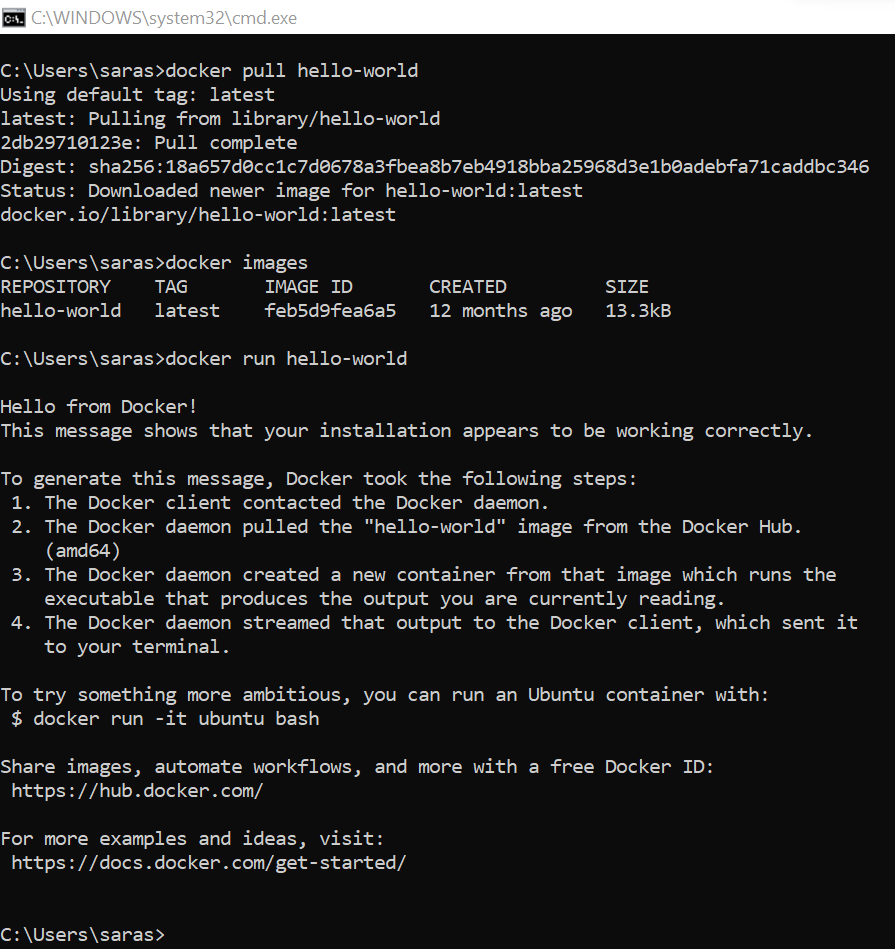 C:\WINDOWS\system32\cmd.exe
C:\Users\saras>docker pull hello-world
Using default tag: latest
latest: Pulling from library/hello-world
2db29710123e: Pull complete
Digest: sha256:18a657d0cc1c7d0678a3fbea8b7eb4918bba25968d3e1b0adebfa71caddbc346
Status: Downloaded newer image for hello-world:latest
docker.io/library/hello-world:latest
C:\Users\saras>docker images
REPOSITORY    TAG       IMAGE ID       CREATED         SIZE
hello-world   latest    feb5d9fea6a5   12 months ago   13.3kB
C:\Users\saras>docker run hello-world
Hello from Docker!
This message shows that your installation appears to be working correctly.
To generate this message, Docker took the following steps:
 1. The Docker client contacted the Docker daemon.
 2. The Docker daemon pulled the "hello-world" image from the Docker Hub.
    (amd64)
 3. The Docker daemon created a new container from that image which runs the
    executable that produces the output you are currently reading.
 4. The Docker daemon streamed that output to the Docker client, which sent it
    to your terminal.
To try something more ambitious, you can run an Ubuntu container with:
 $ docker run -it ubuntu bash
Share images, automate workflows, and more with a free Docker ID:
 https://hub.docker.com/
For more examples and ideas, visit:
 https://docs.docker.com/get-started/
C:\Users\saras>